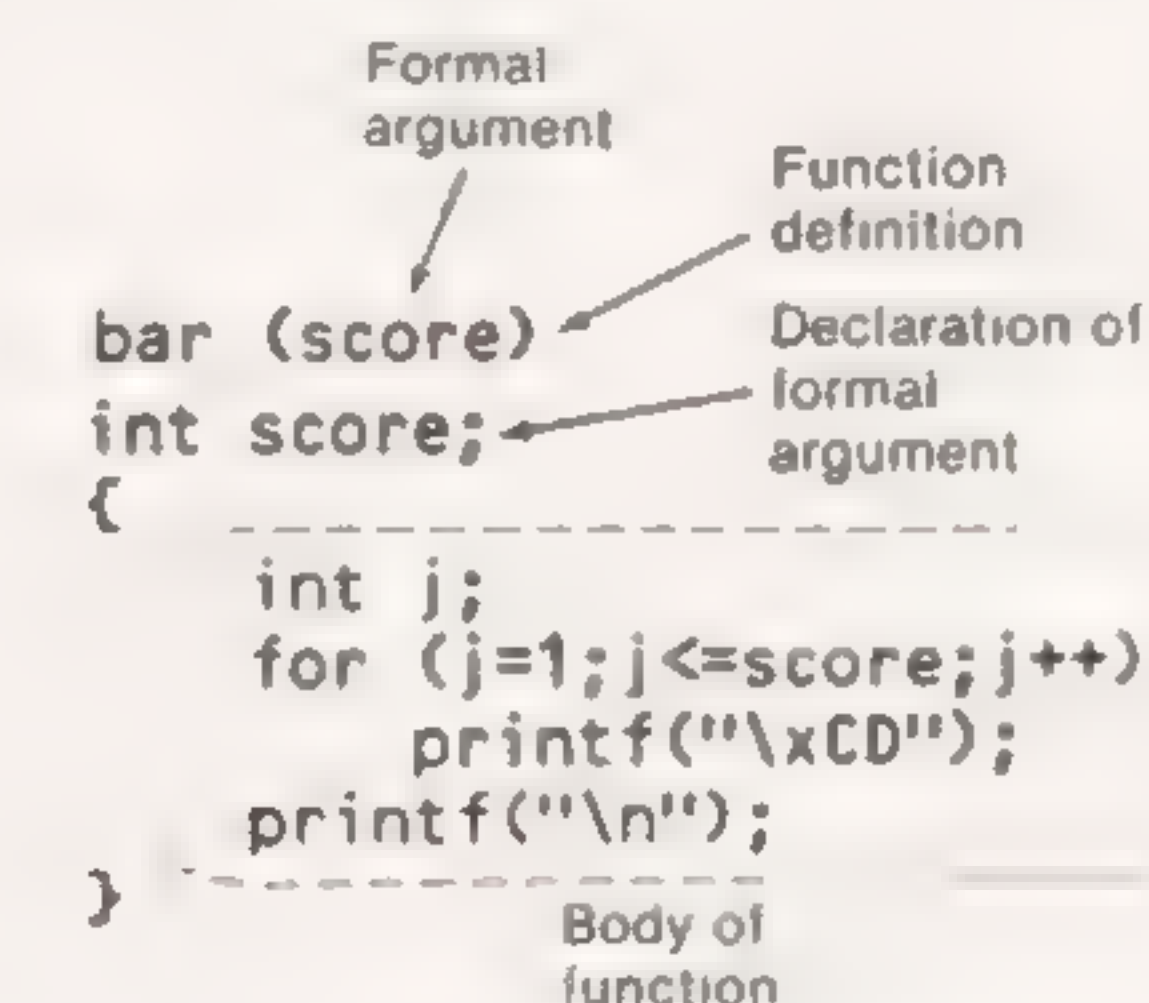 Formal
argument
Function
definition
bar (score)
Declaration of
formal
argument
int score;
{
int j;
for (j=1;j<=score;j++)
printf("\xCD");
printf("\n");
}
Body of
function